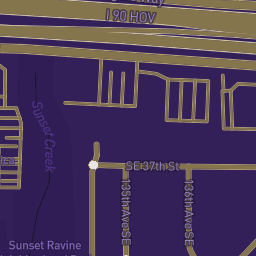 I 90 HOV
Sunset Creek
SE 37th St
135th Ave SE
136th Ave SE
Sunset Ravine